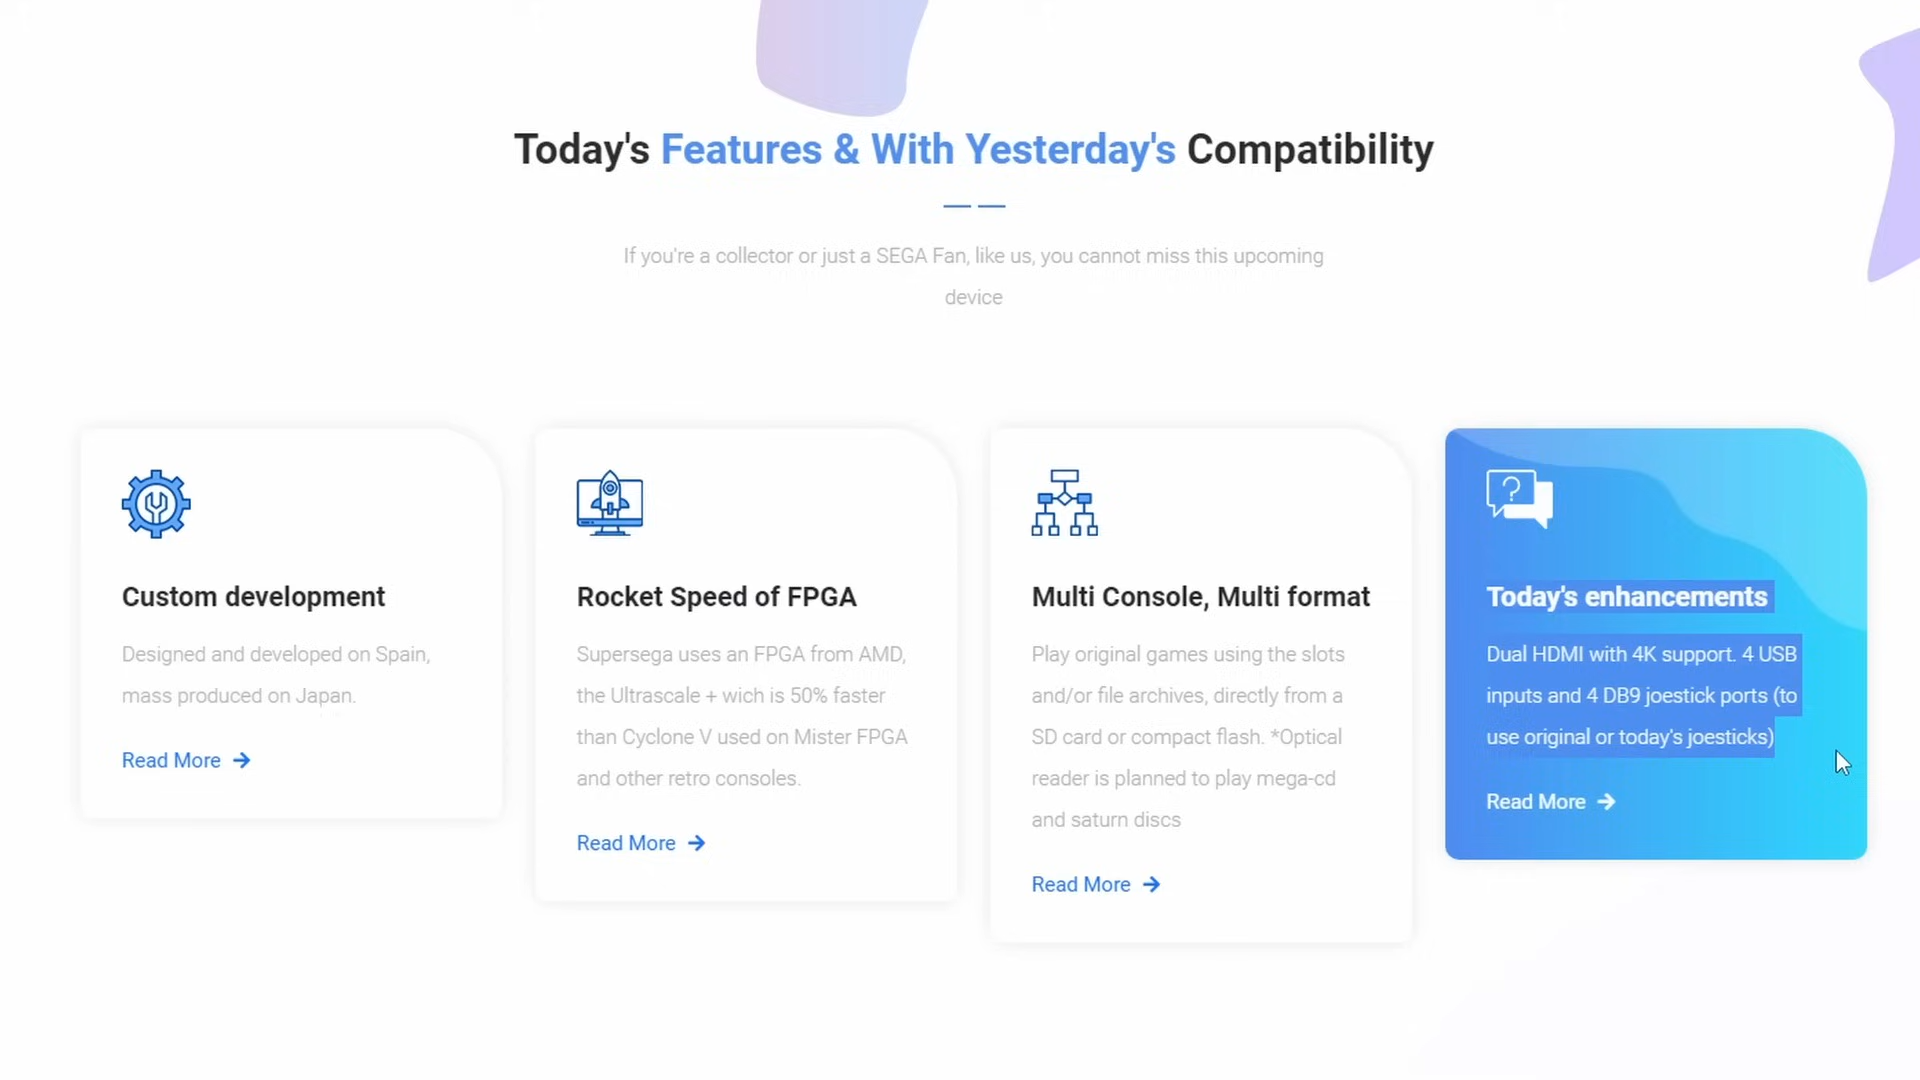 Today's Features & With Yesterday's Compatibility
If you're a collector or just a SEGA Fan, like us, you cannot miss this upcoming
device
Custom development
Designed and developed on Spain,
mass produced on Japan.
Read More
Rocket Speed of FPGA
Supersega uses an FPGA from AMD,
the Ultrascale + wich is 50% faster
than Cyclone V used on Mister FPGA
and other retro consoles.
Read More
Multi Console, Multi format
Play original games using the slots
and/or file archives, directly from a
SD card or compact flash. *Optical
reader is planned to play mega-cd
and saturn discs
Read More
?
Today's enhancements
Dual HDMI with 4K support. 4 USB
inputs and 4 DB9 joestick ports (to
use original or today's joesticks)
Read More